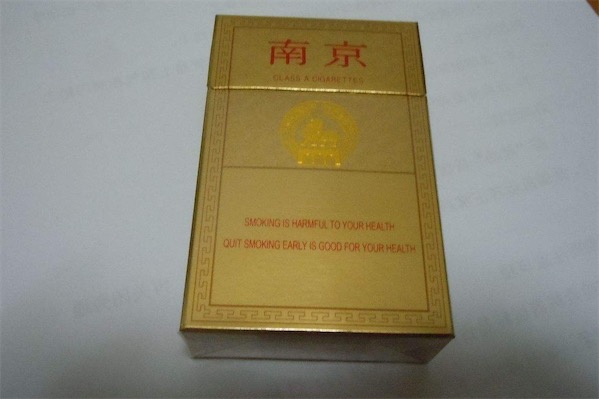 南京
CLASS A CIGARETTES
SMOKING IS HARMFUL TO YOUR HEALTH
QUIT SMOKING EARLY IS GOOD FOR YOUR HEALTH